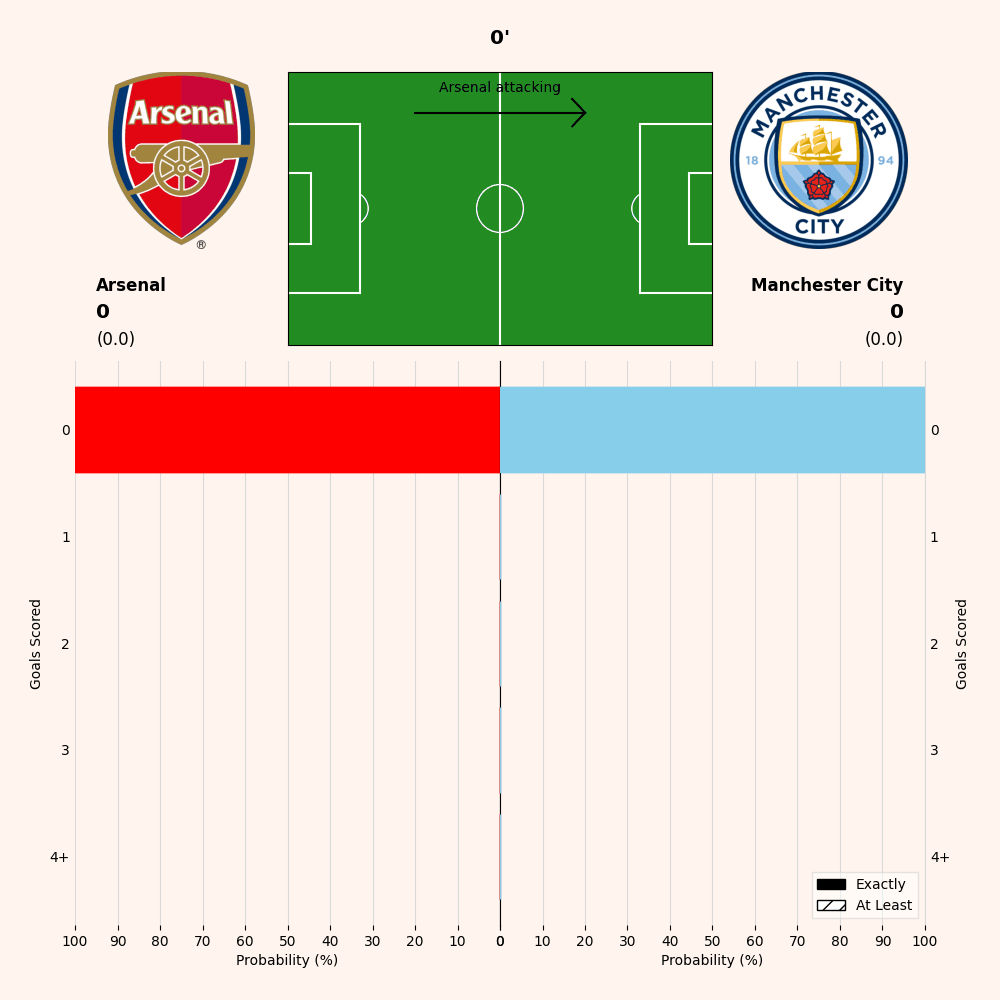 0'
Arsenal attacking
Arsenal
®
MANCHESTER
18 94
CITY
Arsenal
0
(0.0)
Manchester City
0
(0.0)
0
1
2
3
4+
Goals Scored
0
1
2
3
4+
Goals Scored
Exactly
At Least
100 90 80 70 60 50 40 30 20 10 0
Probability (%)
0 10 20 30 40 50 60 70 80 90 100
Probability (%)